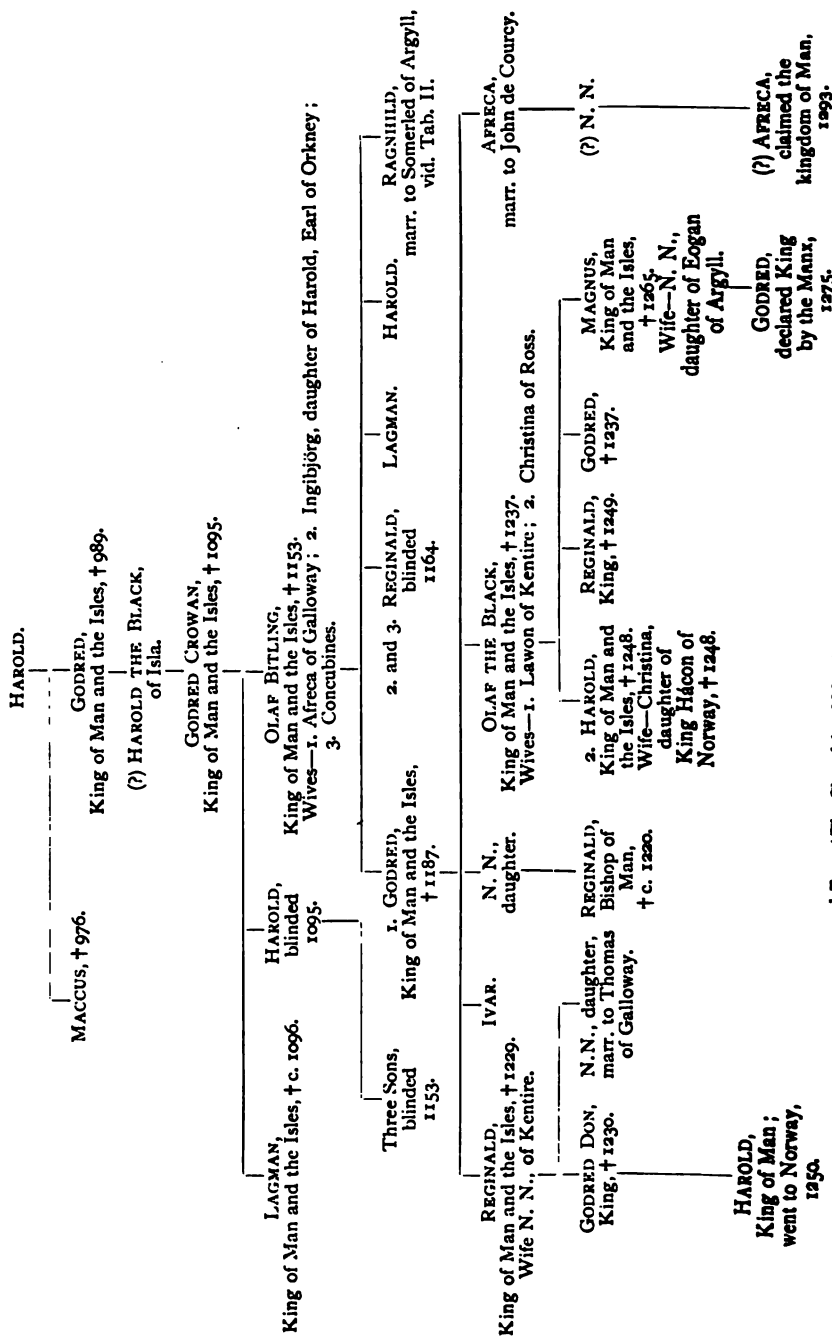 HAROLD.
MACCUS, †976.
GODRED,
King of Man and the Isles, †989.
(?) HAROLD THE BLACK,
of Isla.
GODRED CROWAN,
King of Man and the Isles, †1095.
LAGMAN,
King of Man and the Isles, †c. 1096.
HAROLD,
blinded
1095.
OLAF BITLING,
King of Man and the Isles, †1153.
Wives—1. Afreca of Galloway; 2. Ingibjörg, daughter of Harold, Earl of Orkney;
3. Concubines.
Three Sons,
blinded
1153.
1. GODRED,
King of Man and the Isles,
†1187.
2. and 3. REGINALD,
blinded
1164.
LAGMAN.
HAROLD.
RAGNHILD,
marr. to Somerled of Argyll,
vid. Tab. II.
REGINALD,
King of Man and the Isles, †1229.
Wife N. N., of Kentire.
IVAR.
N. N.,
daughter.
OLAF THE BLACK,
King of Man and the Isles, †1237.
Wives—1. Lawon of Kentire; 2. Christina of Ross.
AFRECA,
marr. to John de Courcy.
GODRED DON,
King, †1230.
N.N., daughter,
marr. to Thomas
of Galloway.
REGINALD,
Bishop of
Man,
†c. 1220.
2. HAROLD,
King of Man and
the Isles, †1248.
Wife—Christina,
daughter of
King Hácon of
Norway, †1248.
REGINALD,
King, †1249.
GODRED,
†1237.
MAGNUS,
King of Man
and the Isles,
†1265.
Wife—N. N.,
daughter of Eogan
of Argyll.
(?) N. N.
HAROLD,
King of Man;
went to Norway,
1250.
GODRED,
declared King
by the Manx,
1275.
(?) AFRECA,
claimed the
kingdom of Man,
1293.